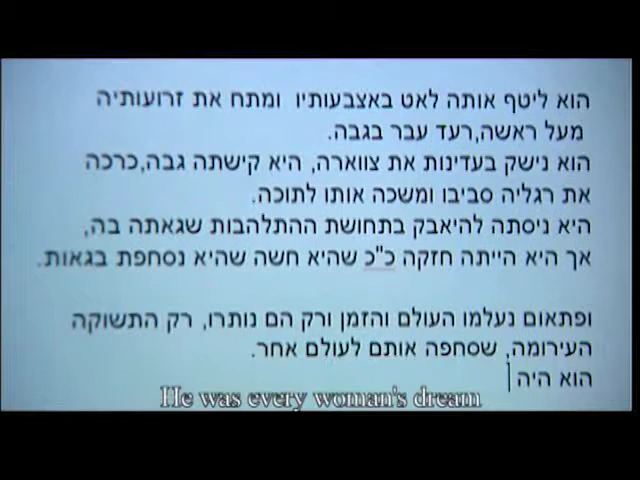 הוא ליטף אותה לאט באצבעותיו ומתח את זרועותיה
מעל ראשה,רעד עבר בגבה.
הוא נישק בעדינות את צווארה, היא קישתה גבה,כרכה
את רגליה סביבו ומשכה אותו לתוכה.
היא ניסתה להיאבק בתחושת ההתלהבות שגאתה בה,
אך היא הייתה חזקה כ"כ שהיא חשה שהיא נסחפת בגאות.
ופתאום נעלמו העולם והזמן ורק הם נותרו, רק התשוקה
העירומה, שסחפה אותם לעולם אחר.
הוא היה
He was every woman's dream